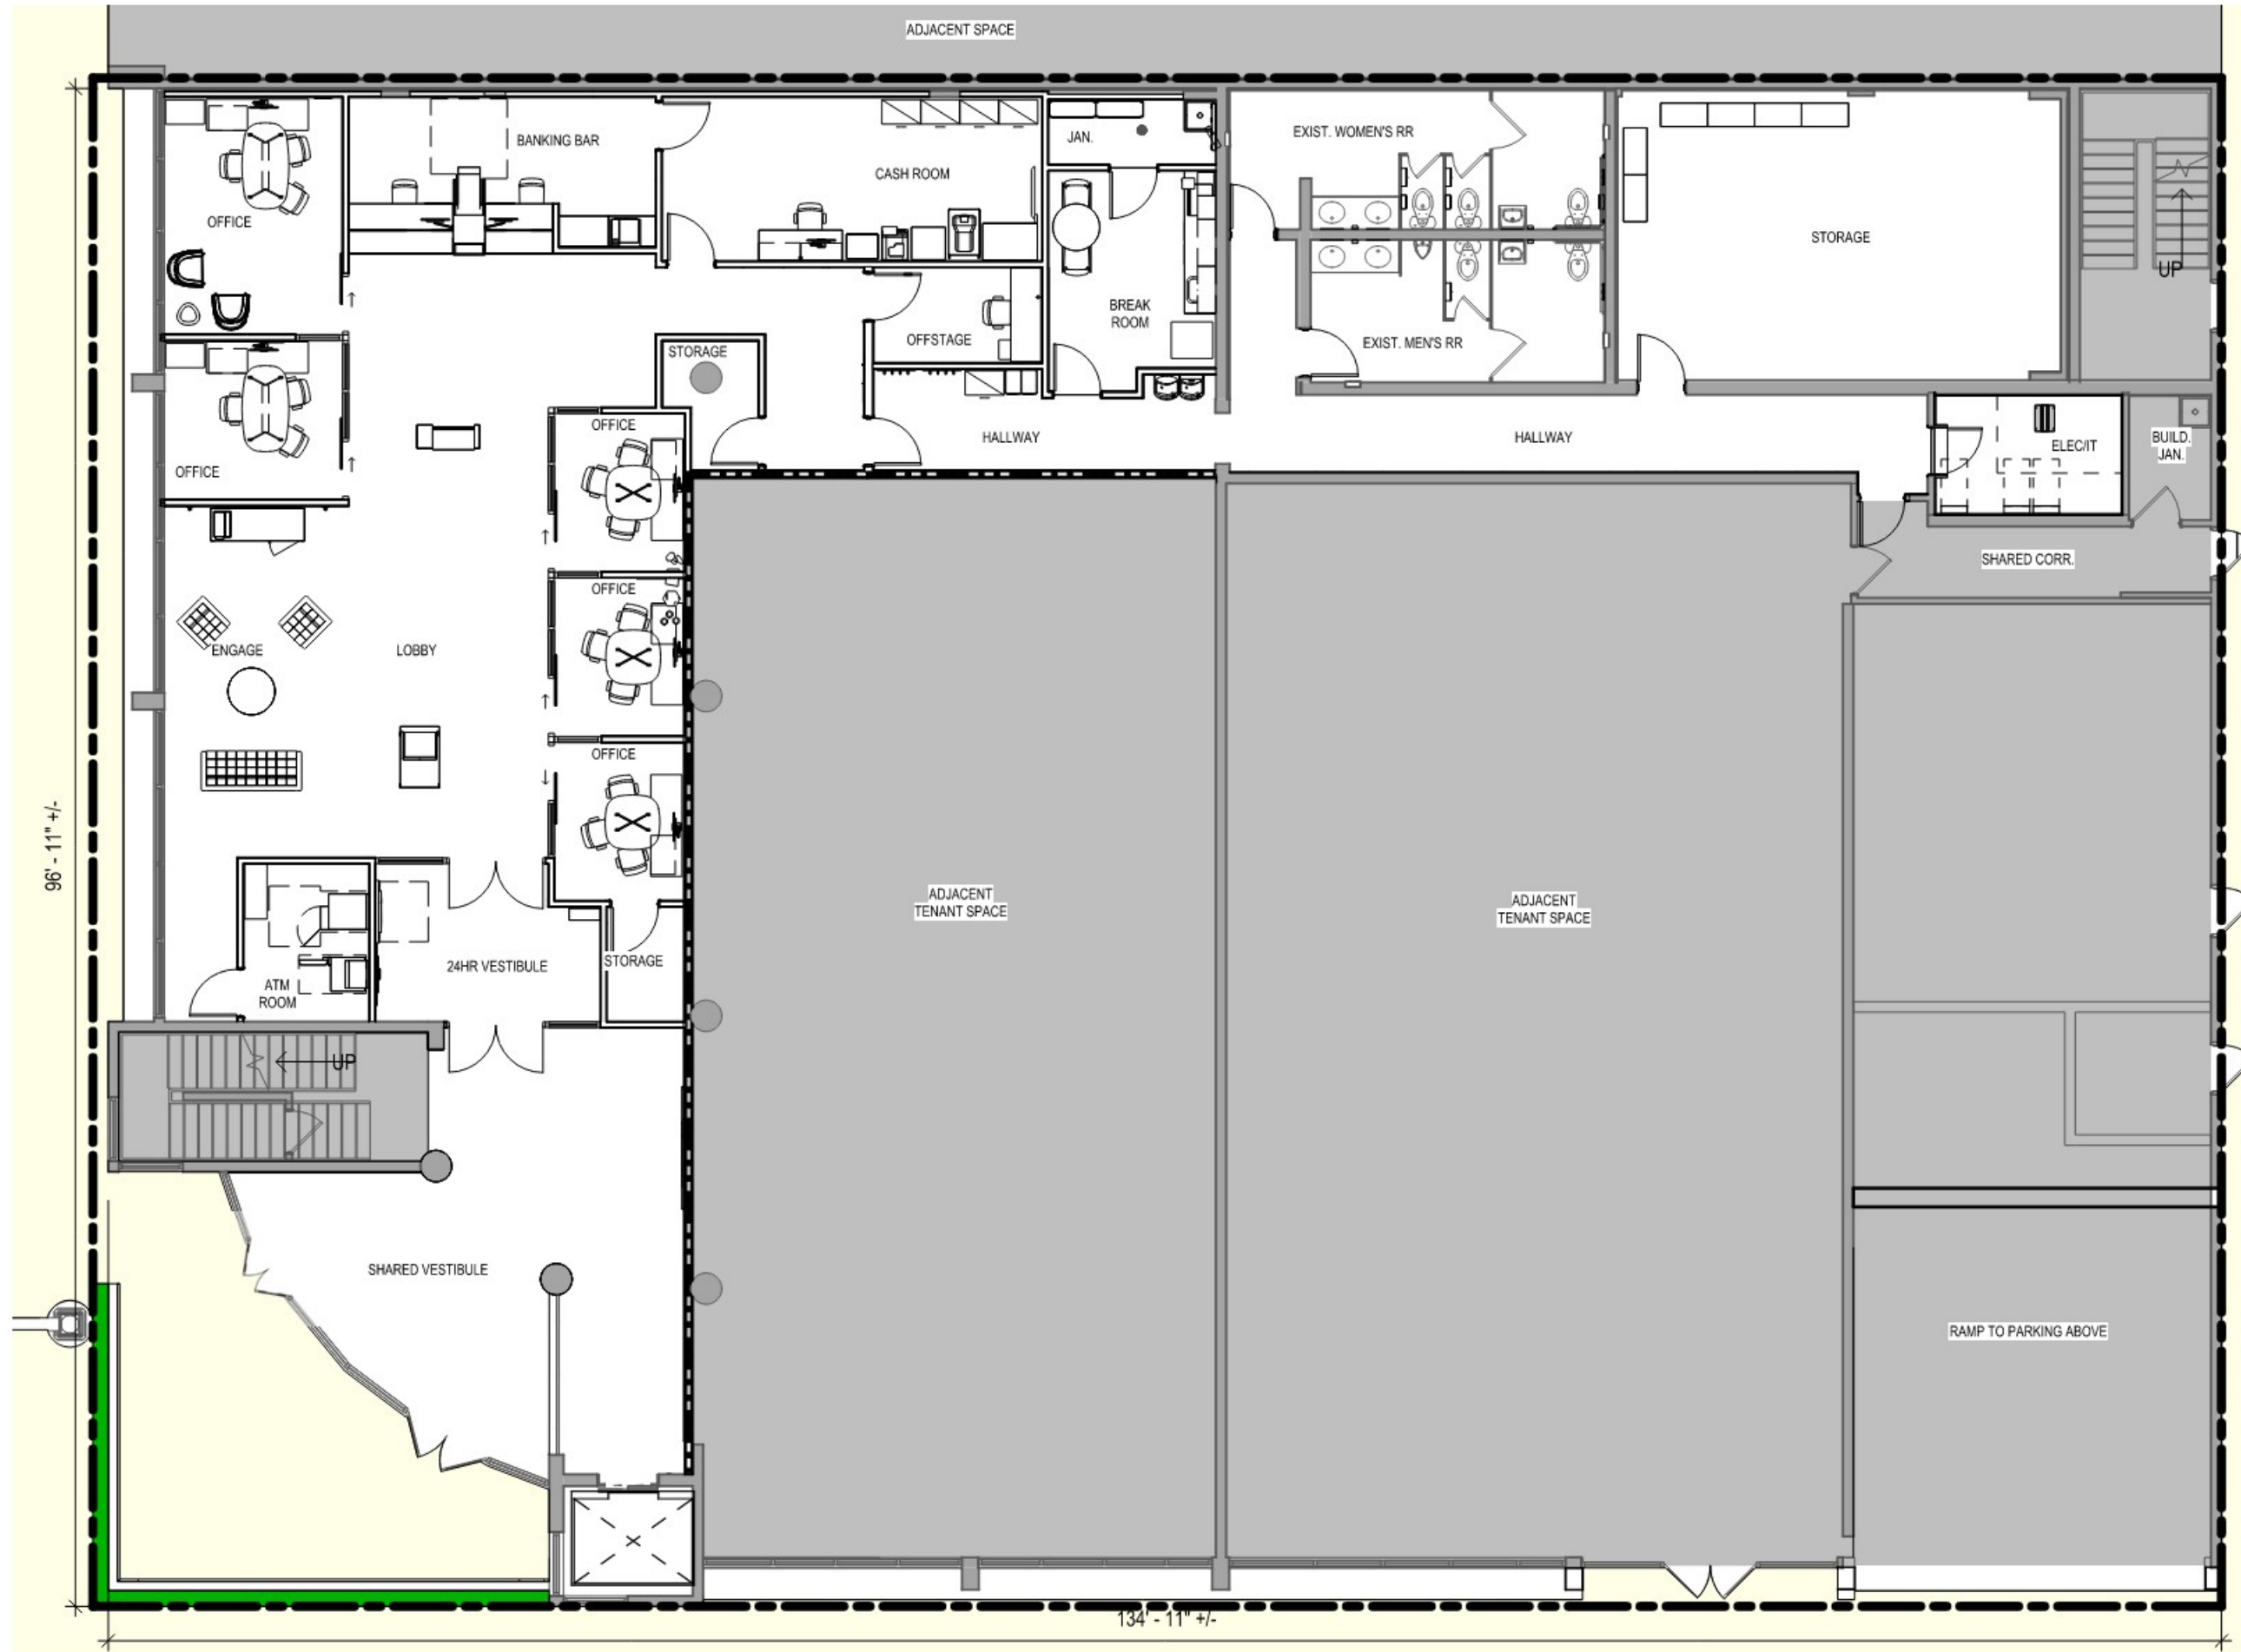 ADJACENT SPACE
BANKING BAR
JAN.
EXIST. WOMEN'S RR
CASH ROOM
OFFICE
STORAGE
UP
BREAK
ROOM
OFFSTAGE
EXIST. MEN'S RR
STORAGE
OFFICE
OFFICE
HALLWAY
HALLWAY
ELEC/IT
BUILD.
JAN.
SHARED CORR.
OFFICE
ENGAGE
LOBBY
OFFICE
96' - 11" +/-
ADJACENT
TENANT SPACE
ADJACENT
TENANT SPACE
24HR VESTIBULE
STORAGE
ATM
ROOM
UP
SHARED VESTIBULE
RAMP TO PARKING ABOVE
134' - 11" +/-